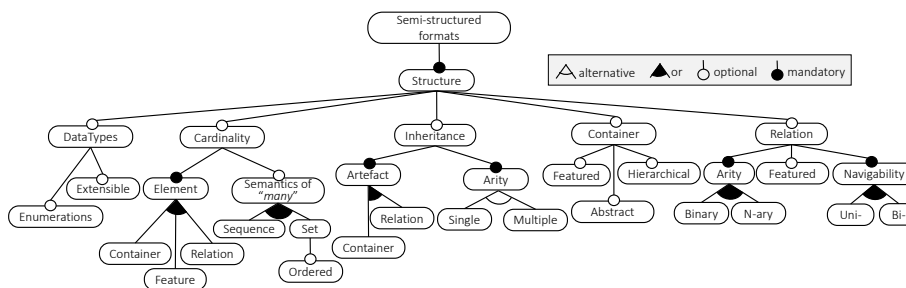 Semi-structured
formats
alternative or optional mandatory
Structure
DataTypes Cardinality Inheritance Container Relation
Extensible Element Semantics of
"many"
Artefact Arity Featured Hierarchical Arity Featured Navigability
Enumerations
Sequence Set Relation Single Multiple Abstract Binary N-ary Uni- Bi-
Container Relation Container
Feature Ordered